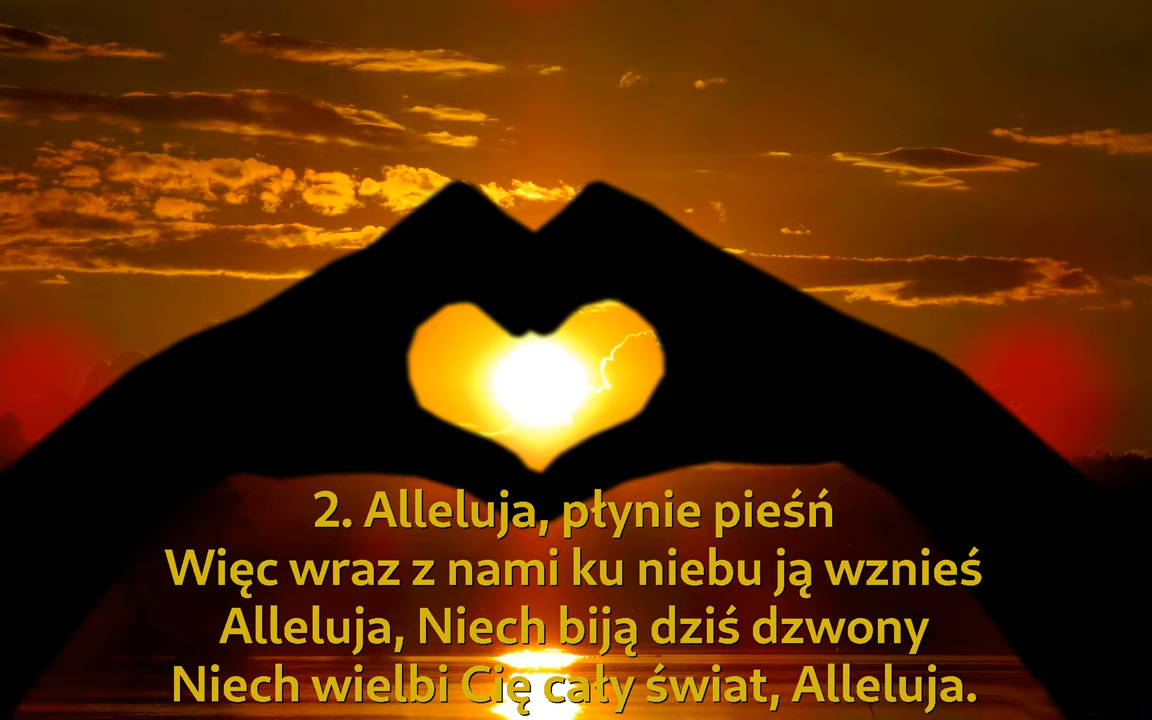 2. Alleluja, płynie pieśń
Więc wraz z nami ku niebu ją wznieś
Alleluja, Niech biją dziś dzwony
Niech wielbi Cię cały świat, Alleluja.